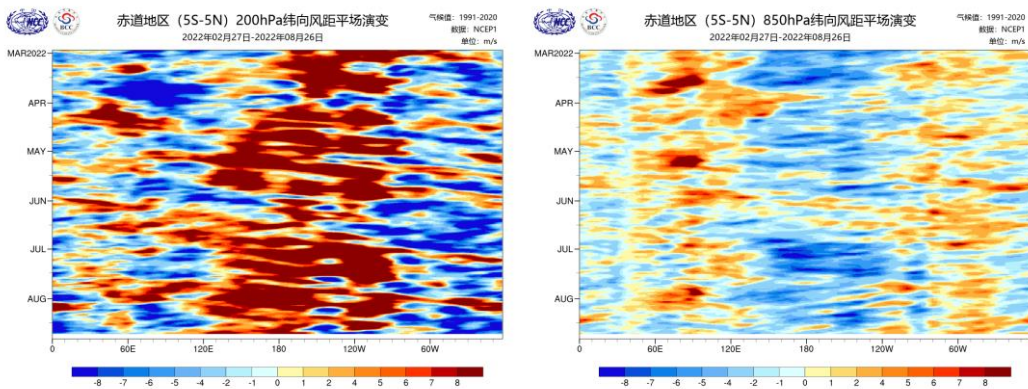 NCC
BCC
赤道地区（5S-5N）200hPa纬向风距平场演变
2022年02月27日-2022年08月26日
气候值：1991-2020
数据：NCEP1
单位：m/s
MAR2022
APR
MAY
JUN
JUL
AUG
0 60E 120E 180 120W 60W
-8 -7 -6 -5 -4 -2 -1 0 1 2 4 5 6 7 8
NCC
BCC
赤道地区（5S-5N）850hPa纬向风距平场演变
2022年02月27日-2022年08月26日
气候值：1991-2020
数据：NCEP1
单位：m/s
MAR2022
APR
MAY
JUN
JUL
AUG
0 60E 120E 180 120W 60W
-8 -7 -6 -5 -4 -2 -1 0 1 2 4 5 6 7 8